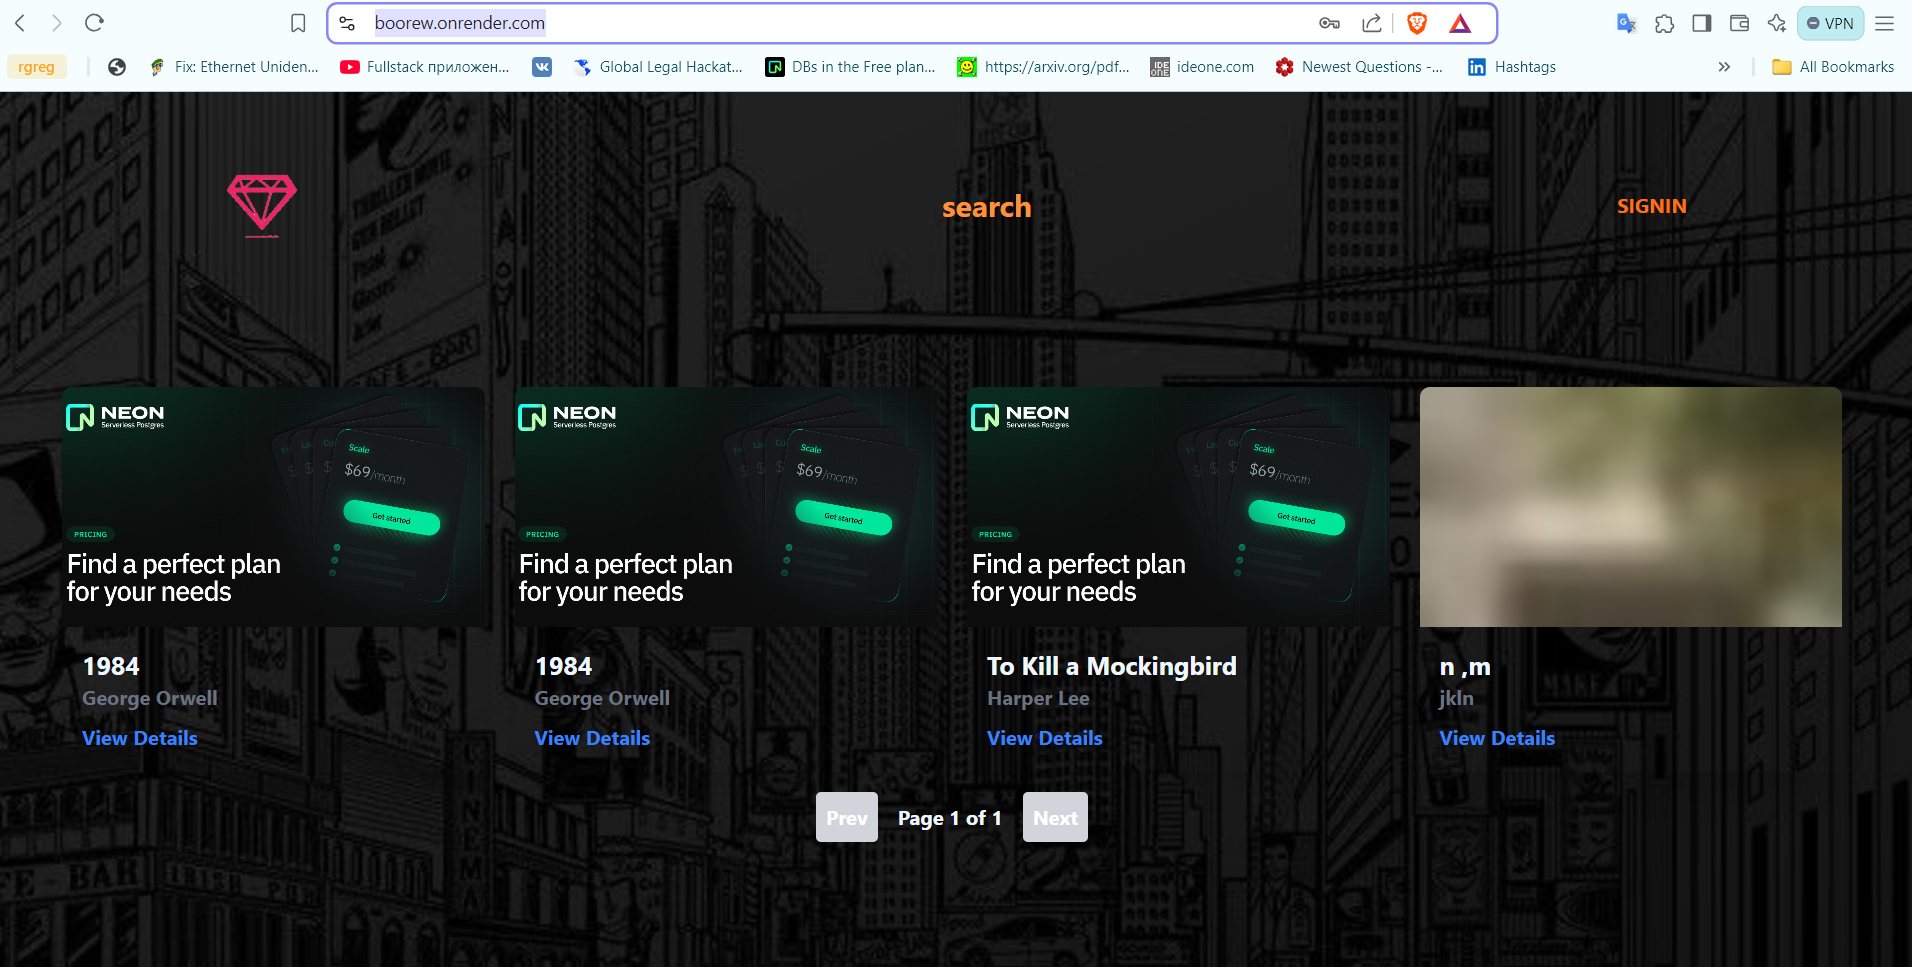 boorew.onrender.com
VPN
rgreg
Fix: Ethernet Uniden...
Fullstack приложен...
Global Legal Hackat...
DBs in the Free plan...
https://arxiv.org/pdf...
ideone.com
Newest Questions -...
Hashtags
All Bookmarks
search
SIGNIN
NEON
Serverless Postgres
Scale
$69/month
Get started
PRICING
Find a perfect plan
for your needs
NEON
Serverless Postgres
Scale
$69/month
Get started
PRICING
Find a perfect plan
for your needs
NEON
Serverless Postgres
Scale
$69/month
Get started
PRICING
Find a perfect plan
for your needs
1984
George Orwell
View Details
1984
George Orwell
View Details
To Kill a Mockingbird
Harper Lee
View Details
n ,m
jkln
View Details
Prev
Page 1 of 1
Next